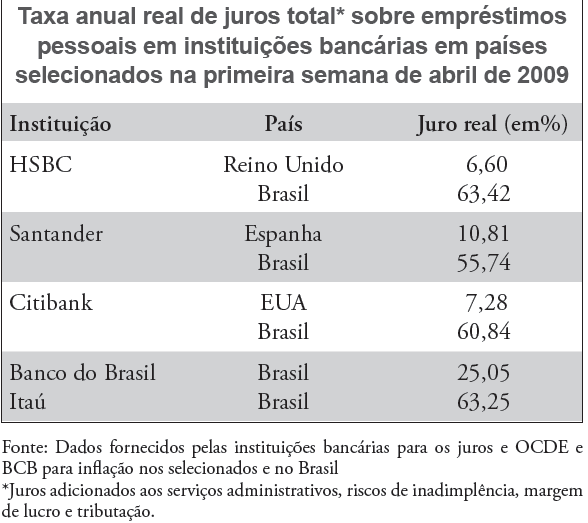 Taxa anual real de juros total* sobre empréstimos
pessoais em instituições bancárias em países
selecionados na primeira semana de abril de 2009
Instituição País Juro real (em%)
HSBC Reino Unido 6,60
Brasil 63,42
Santander Espanha 10,81
Brasil 55,74
Citibank EUA 7,28
Brasil 60,84
Banco do Brasil Brasil 25,05
Itaú Brasil 63,25
Fonte: Dados fornecidos pelas instituições bancárias para os juros e OCDE e
BCB para inflação nos selecionados e no Brasil
*Juros adicionados aos serviços administrativos, riscos de inadimplência, margem
de lucro e tributação.